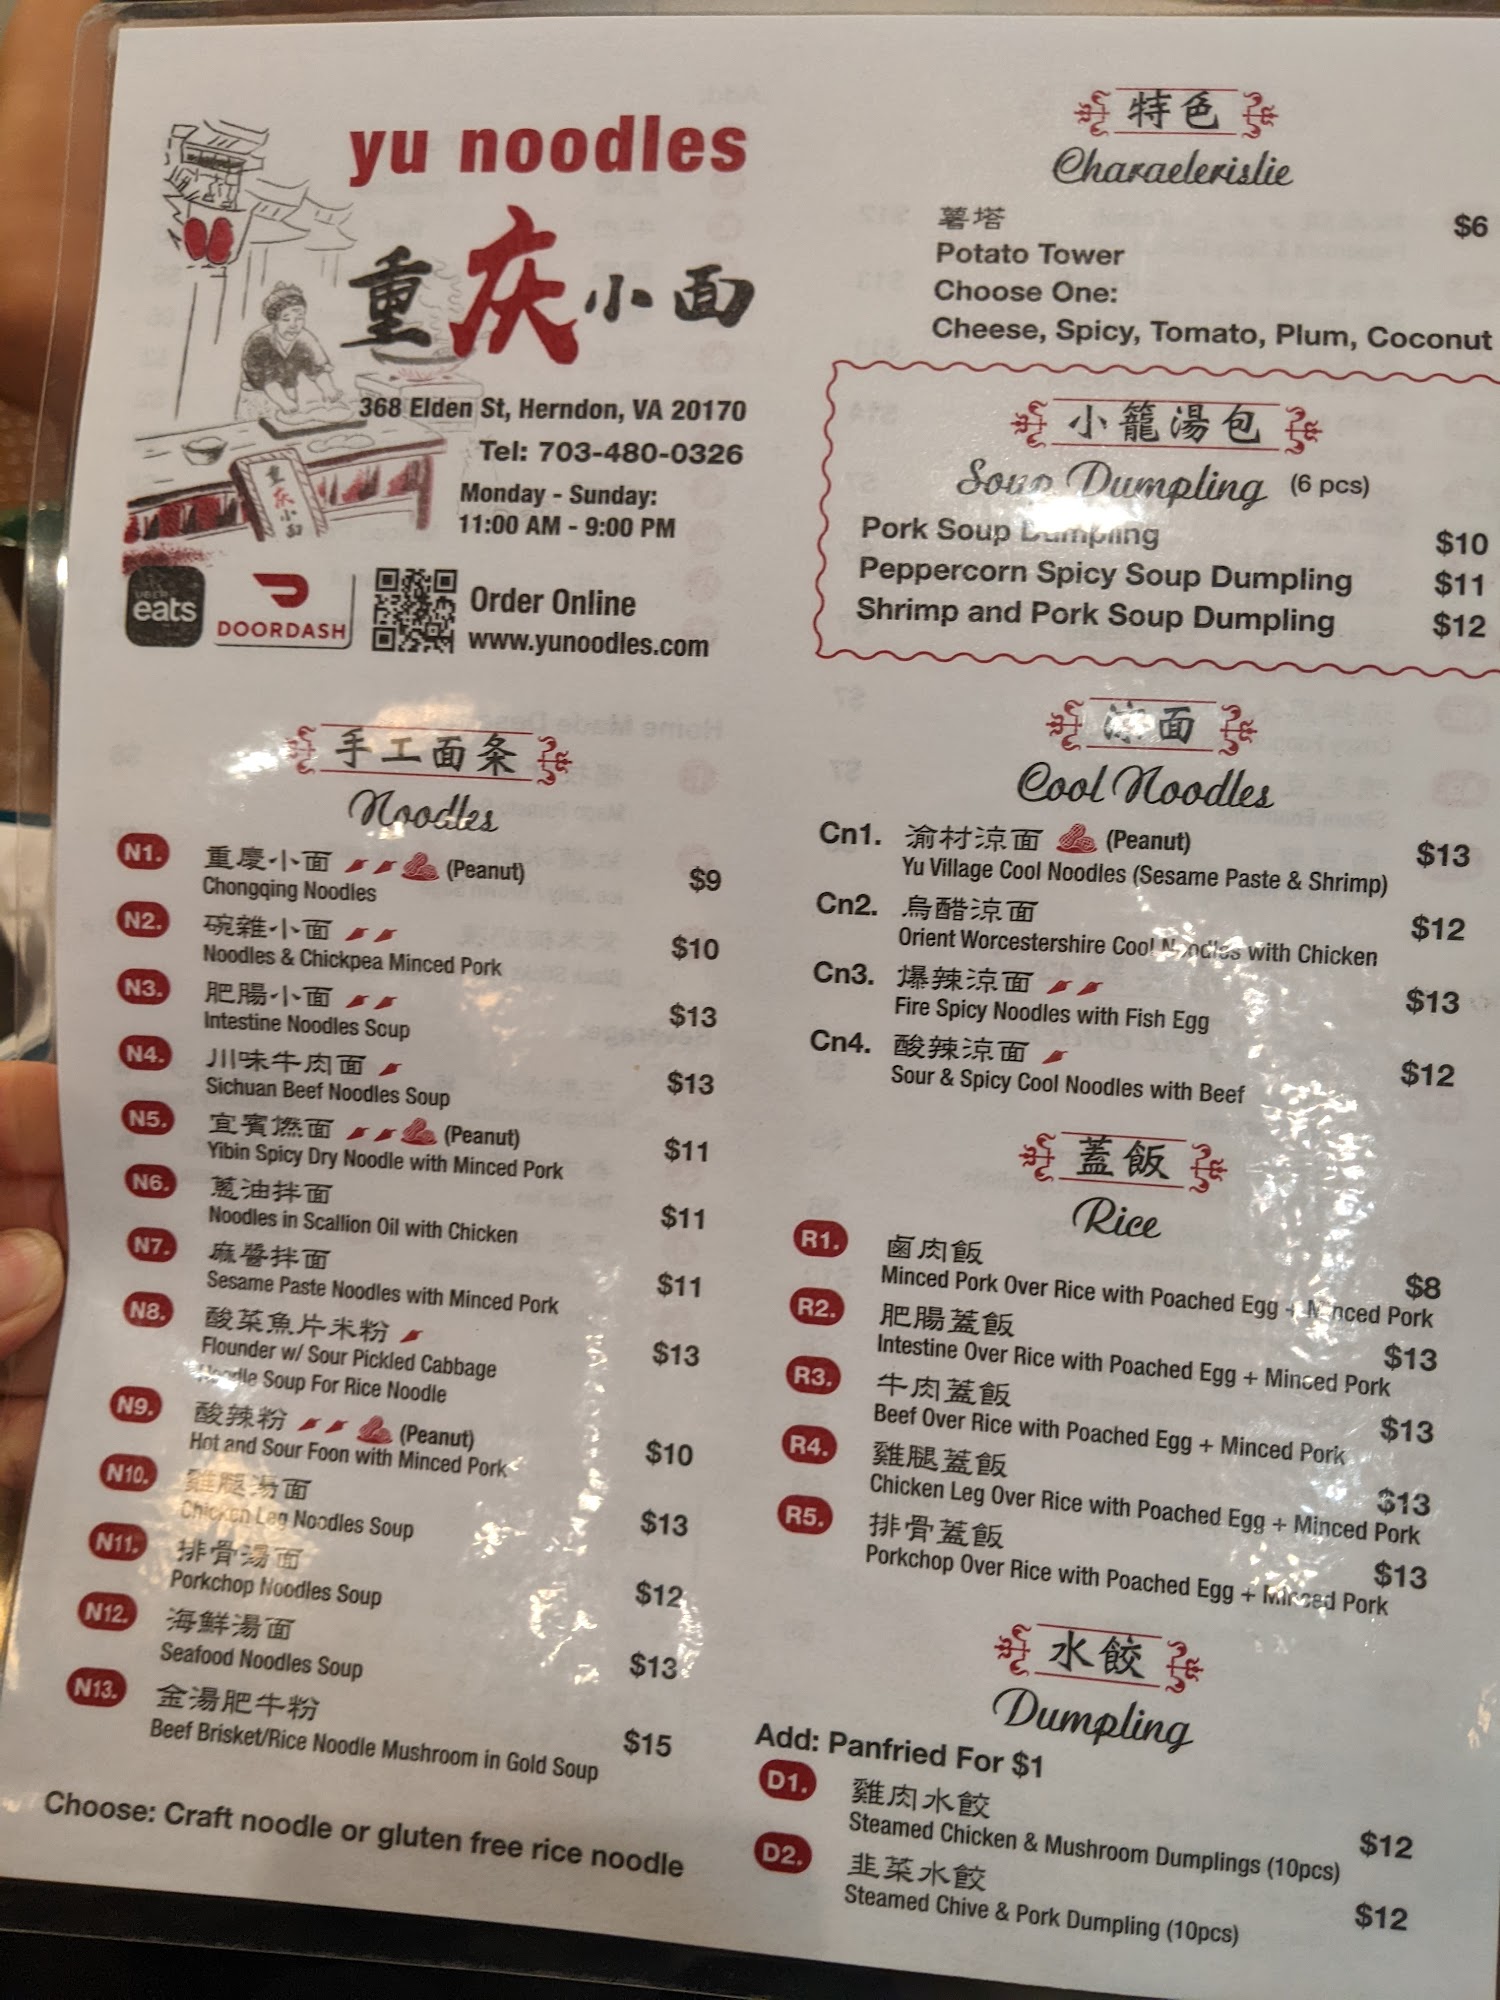 yu noodles
重庆小面
368 Elden St, Herndon, VA 20170
Tel: 703-480-0326
Monday - Sunday:
11:00 AM - 9:00 PM
重庆小面
Uber eats
DOORDASH
Order Online
www.yunoodles.com
手工面条
Noodles
N1. 重慶小面 (Peanut) $9
Chongqing Noodles
N2. 碗雜小面 $10
Noodles & Chickpea Minced Pork
N3. 肥腸小面 $13
Intestine Noodles Soup
N4. 川味牛肉面 $13
Sichuan Beef Noodles Soup
N5. 宜賓燃面 (Peanut) $11
Yibin Spicy Dry Noodle with Minced Pork
N6. 蔥油拌面 $11
Noodles in Scallion Oil with Chicken
N7. 麻醬拌面 $11
Sesame Paste Noodles with Minced Pork
N8. 酸菜魚片米粉 $13
Flounder w/ Sour Pickled Cabbage
Noodle Soup For Rice Noodle
N9. 酸辣粉 (Peanut) $10
Hot and Sour Foon with Minced Pork
N10. 雞腿湯面 $13
Chicken Leg Noodles Soup
N11. 排骨湯面 $12
Porkchop Noodles Soup
N12. 海鮮湯面 $13
Seafood Noodles Soup
N13. 金湯肥牛粉 $15
Beef Brisket/Rice Noodle Mushroom in Gold Soup
Choose: Craft noodle or gluten free rice noodle
特色
Charaelerislie
薯塔 $6
Potato Tower
Choose One:
Cheese, Spicy, Tomato, Plum, Coconut
小籠湯包
Soup Dumpling (6 pcs)
Pork Soup Dumpling $10
Peppercorn Spicy Soup Dumpling $11
Shrimp and Pork Soup Dumpling $12
涼面
Cool Noodles
Cn1. 渝村涼面 (Peanut) $13
Yu Village Cool Noodles (Sesame Paste & Shrimp)
Cn2. 烏醋涼面 $12
Orient Worcestershire Cool Noodles with Chicken
Cn3. 爆辣涼面 $13
Fire Spicy Noodles with Fish Egg
Cn4. 酸辣涼面 $12
Sour & Spicy Cool Noodles with Beef
蓋飯
Rice
R1. 鹵肉飯 $8
Minced Pork Over Rice with Poached Egg + Minced Pork
R2. 肥腸蓋飯 $13
Intestine Over Rice with Poached Egg + Minced Pork
R3. 牛肉蓋飯 $13
Beef Over Rice with Poached Egg + Minced Pork
R4. 雞腿蓋飯 $13
Chicken Leg Over Rice with Poached Egg + Minced Pork
R5. 排骨蓋飯 $13
Porkchop Over Rice with Poached Egg + Minced Pork
水餃
Dumpling
Add: Panfried For $1
D1. 雞肉水餃 $12
Steamed Chicken & Mushroom Dumplings (10pcs)
D2. 韭菜水餃 $12
Steamed Chive & Pork Dumpling (10pcs)